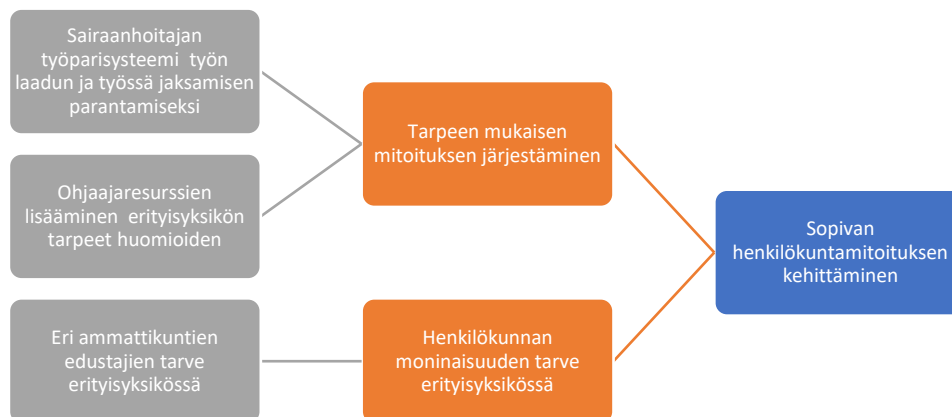 Sairaanhoitajan
työparisysteemi työn
laadun ja työssä jaksamisen
parantamiseksi
Tarpeen mukaisen
mitoituksen järjestäminen
Ohjaajaresurssien
lisääminen erityisyksikön
tarpeet huomioiden
Sopivan
henkilökuntamitoituksen
kehittäminen
Eri ammattikuntien
edustajien tarve
erityisyksikössä
Henkilökunnan
moninaisuuden tarve
erityisyksikössä